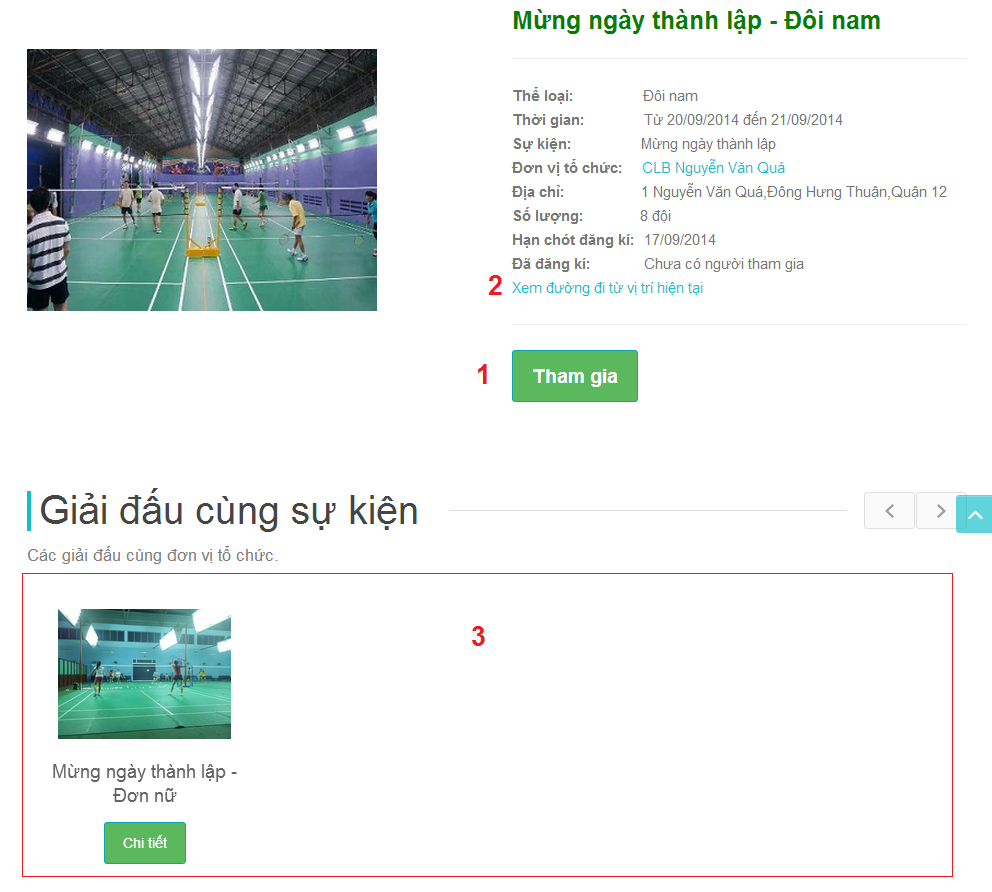 Mừng ngày thành lập - Đôi nam
Thể loại: Đôi nam
Thời gian: Từ 20/09/2014 đến 21/09/2014
Sự kiện: Mừng ngày thành lập
Đơn vị tổ chức: CLB Nguyễn Văn Quá
Địa chỉ: 1 Nguyễn Văn Quá,Đông Hưng Thuận,Quận 12
Số lượng: 8 đội
Hạn chót đăng kí: 17/09/2014
Đã đăng kí: Chưa có người tham gia
2 Xem đường đi từ vị trí hiện tại
1 Tham gia
Giải đấu cùng sự kiện
Các giải đấu cùng đơn vị tổ chức.
3
Mừng ngày thành lập -
Đơn nữ
Chi tiết